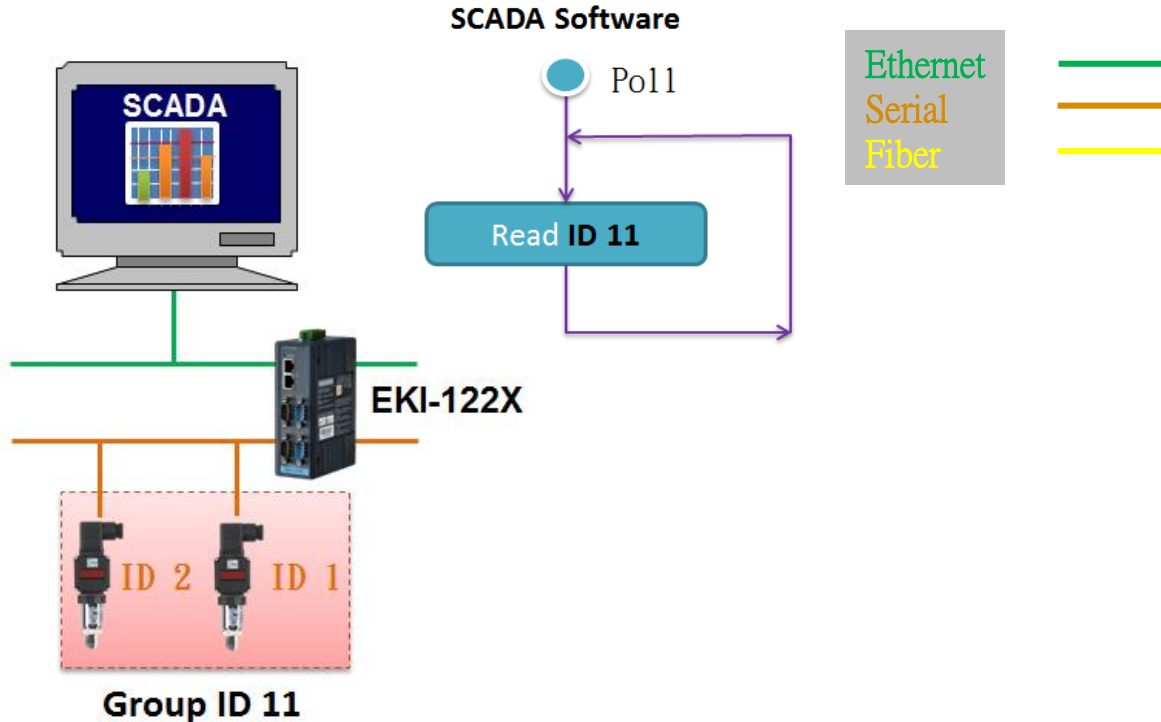 SCADA Software
Poll
Ethernet
Serial
Fiber
SCADA
Read ID 11
EKI-122X
ID 2
ID 1
Group ID 11